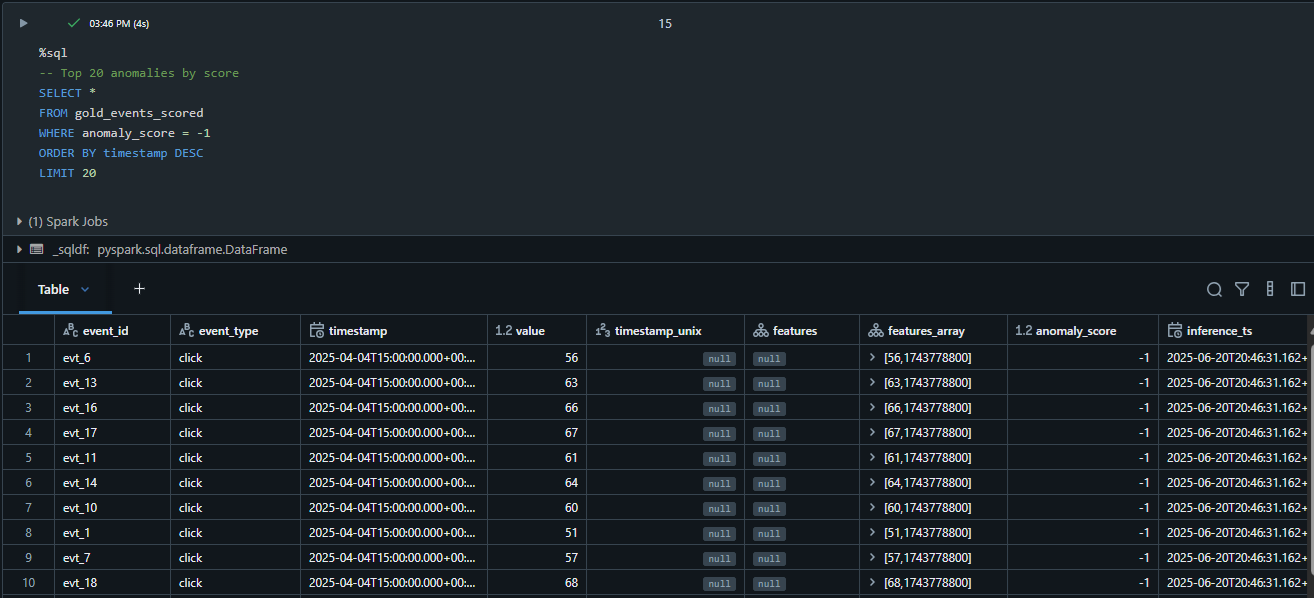 03:46 PM (4s)
15
%sql
-- Top 20 anomalies by score
SELECT *
FROM gold_events_scored
WHERE anomaly_score = -1
ORDER BY timestamp DESC
LIMIT 20
(1) Spark Jobs
_sqldf: pyspark.sql.dataframe.DataFrame
Table +
event_id event_type timestamp 1.2 value timestamp_unix features features_array 1.2 anomaly_score inference_ts
1 evt_6 click 2025-04-04T15:00:00.000+00:... 56 null null [56,1743778800] -1 2025-06-20T20:46:31.162+
2 evt_13 click 2025-04-04T15:00:00.000+00:... 63 null null [63,1743778800] -1 2025-06-20T20:46:31.162+
3 evt_16 click 2025-04-04T15:00:00.000+00:... 66 null null [66,1743778800] -1 2025-06-20T20:46:31.162+
4 evt_17 click 2025-04-04T15:00:00.000+00:... 67 null null [67,1743778800] -1 2025-06-20T20:46:31.162+
5 evt_11 click 2025-04-04T15:00:00.000+00:... 61 null null [61,1743778800] -1 2025-06-20T20:46:31.162+
6 evt_14 click 2025-04-04T15:00:00.000+00:... 64 null null [64,1743778800] -1 2025-06-20T20:46:31.162+
7 evt_10 click 2025-04-04T15:00:00.000+00:... 60 null null [60,1743778800] -1 2025-06-20T20:46:31.162+
8 evt_1 click 2025-04-04T15:00:00.000+00:... 51 null null [51,1743778800] -1 2025-06-20T20:46:31.162+
9 evt_7 click 2025-04-04T15:00:00.000+00:... 57 null null [57,1743778800] -1 2025-06-20T20:46:31.162+
10 evt_18 click 2025-04-04T15:00:00.000+00:... 68 null null [68,1743778800] -1 2025-06-20T20:46:31.162+